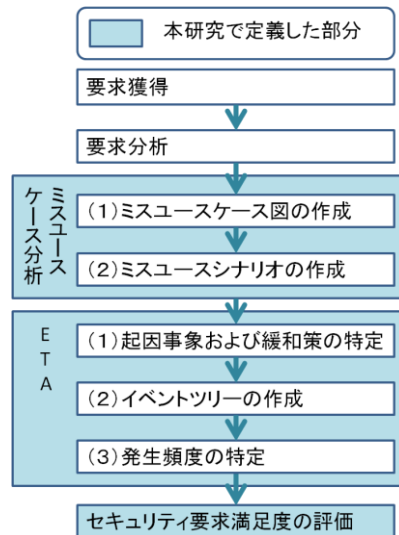 本研究で定義した部分
要求獲得
要求分析
ミスユース
ケース分析
(1)ミスユースケース図の作成
(2)ミスユースシナリオの作成
ETA
(1)起因事象および緩和策の特定
(2)イベントツリーの作成
(3)発生頻度の特定
セキュリティ要求満足度の評価